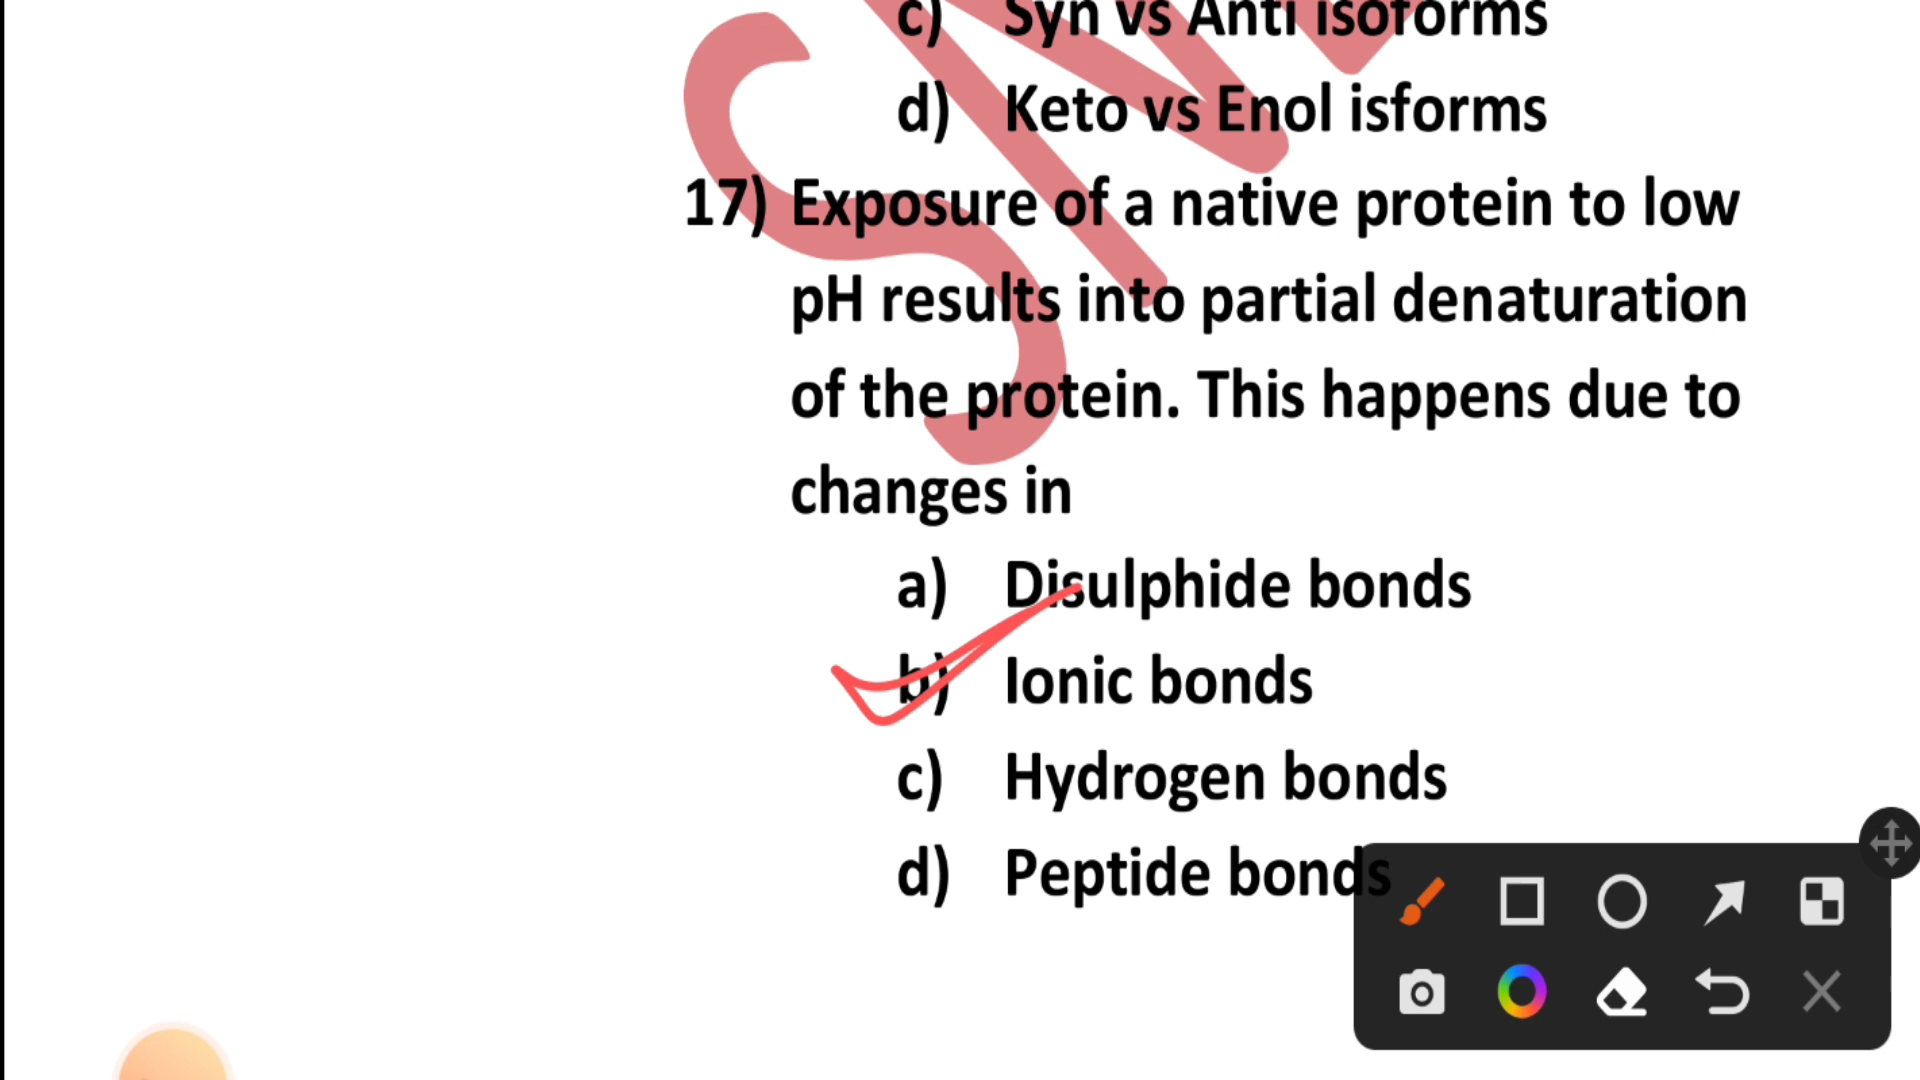 c) Syn vs Anti isoforms
d) Keto vs Enol isforms
17) Exposure of a native protein to low
pH results into partial denaturation
of the protein. This happens due to
changes in
a) Disulphide bonds
b) Ionic bonds
c) Hydrogen bonds
d) Peptide bonds